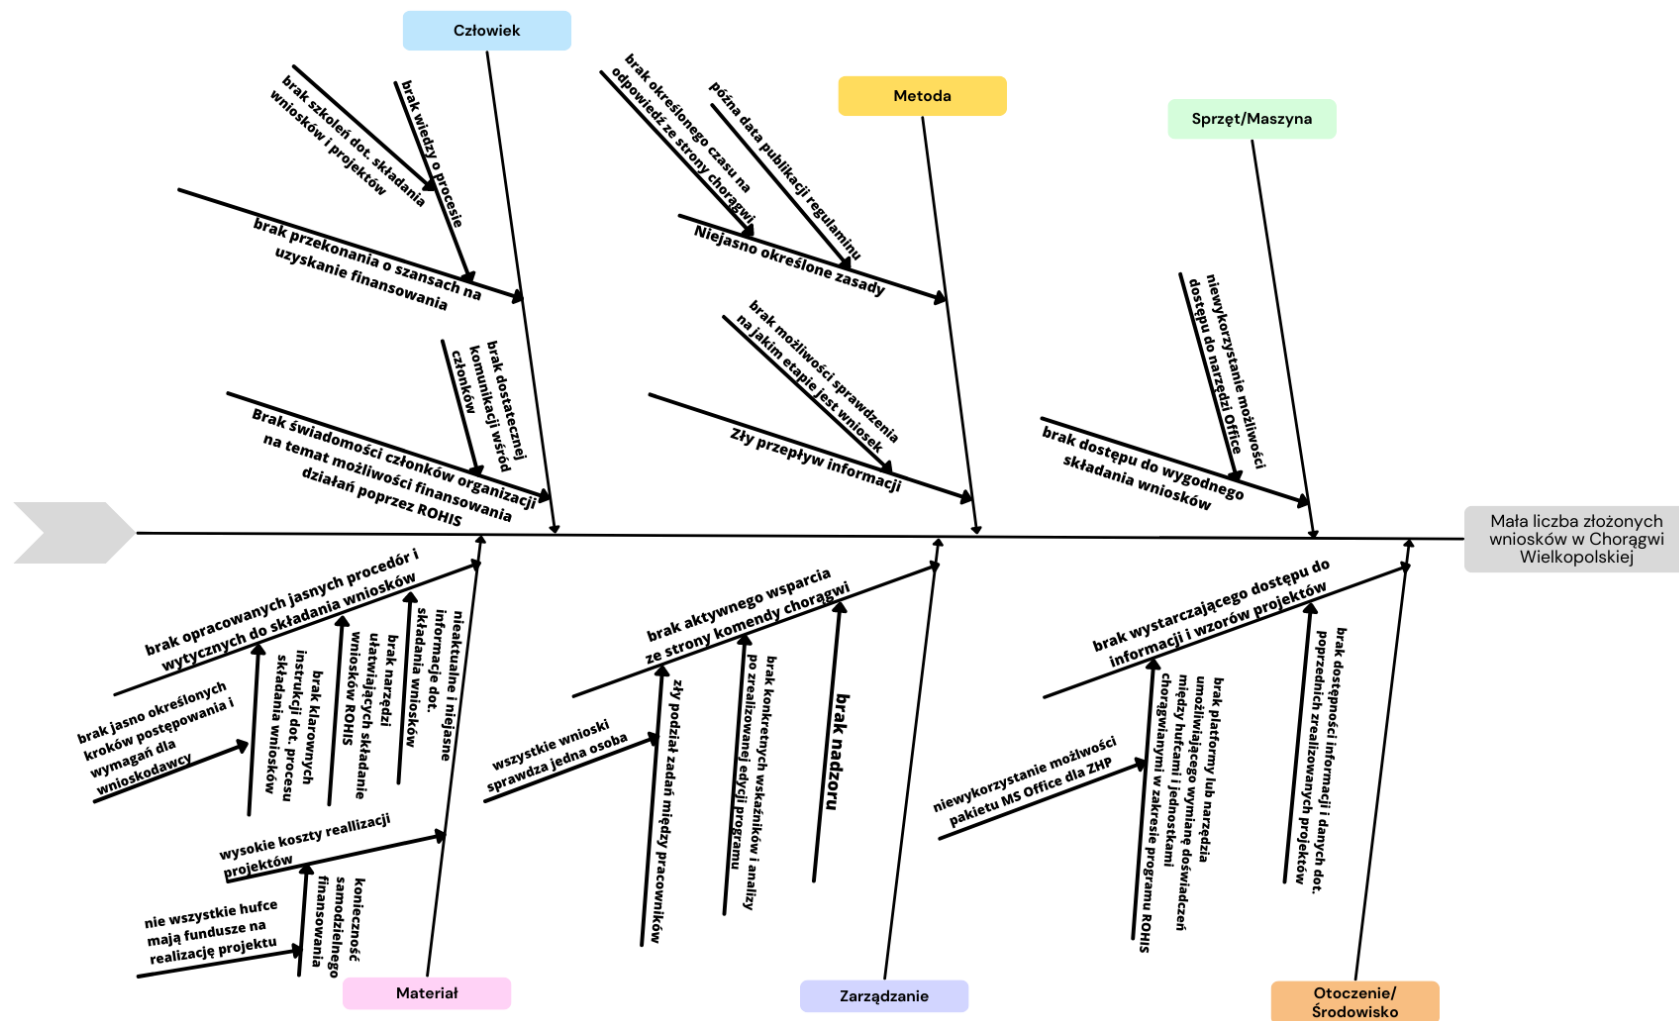 Człowiek
brak szkoleń dot. składania
wniosków i projektów
brak wiedzy o procesie
brak przekonania o szansach na
uzyskanie finansowania
brak dostatecznej
komunikacji wśród
członków
Brak świadomości członków organizacji
na temat możliwości finansowania
działań poprzez ROHIS
Metoda
brak określonego czasu na
odpowiedź ze strony chorągwi
późna data publikacji regulaminu
Niejasno określone zasady
brak możliwości sprawdzenia
na jakim etapie jest wniosek
Zły przepływ informacji
Sprzęt/Maszyna
niewykorzystanie możliwości
dostępu do narzędzi Office
brak dostępu do wygodnego
składania wniosków
Mała liczba złożonych
wniosków w Chorągwi
Wielkopolskiej
brak opracowanych jasnych procedór i
wytycznych do składania wniosków
brak jasno określonych
kroków postępowania i
wymagań dla
wnioskodawcy
brak klarownych
instrukcji dot. procesu
składania wniosków
brak narzędzi
ułatwiających składanie
wniosków ROHIS
nieaktualne i niejasne
informacje dot.
składania wniosków
wysokie koszty reallizacji
projektów
nie wszystkie hufce
mają fundusze na
realizację projektu
konieczność
samodzielnego
finansowania
Materiał
brak aktywnego wsparcia
ze strony komendy chorągwi
wszystkie wnioski
sprawdza jedna osoba
zły podział zadań między pracowników
brak konkretnych wskaźników i analizy
po zrealizowanej edycji programu
brak nadzoru
Zarządzanie
brak wystarczającego dostępu do
informacji i wzorów projektów
niewykorzystanie możlwości
pakietu MS Office dla ZHP
brak platformy lub narzędzia
umożliwiającego wymianę doświadczeń
między hufcami i jednostkami
chorągwianymi w zakresie programu ROHIS
brak dostępności informacji i danych dot.
poprzednich zrealizowanych projektów
Otoczenie/
Środowisko